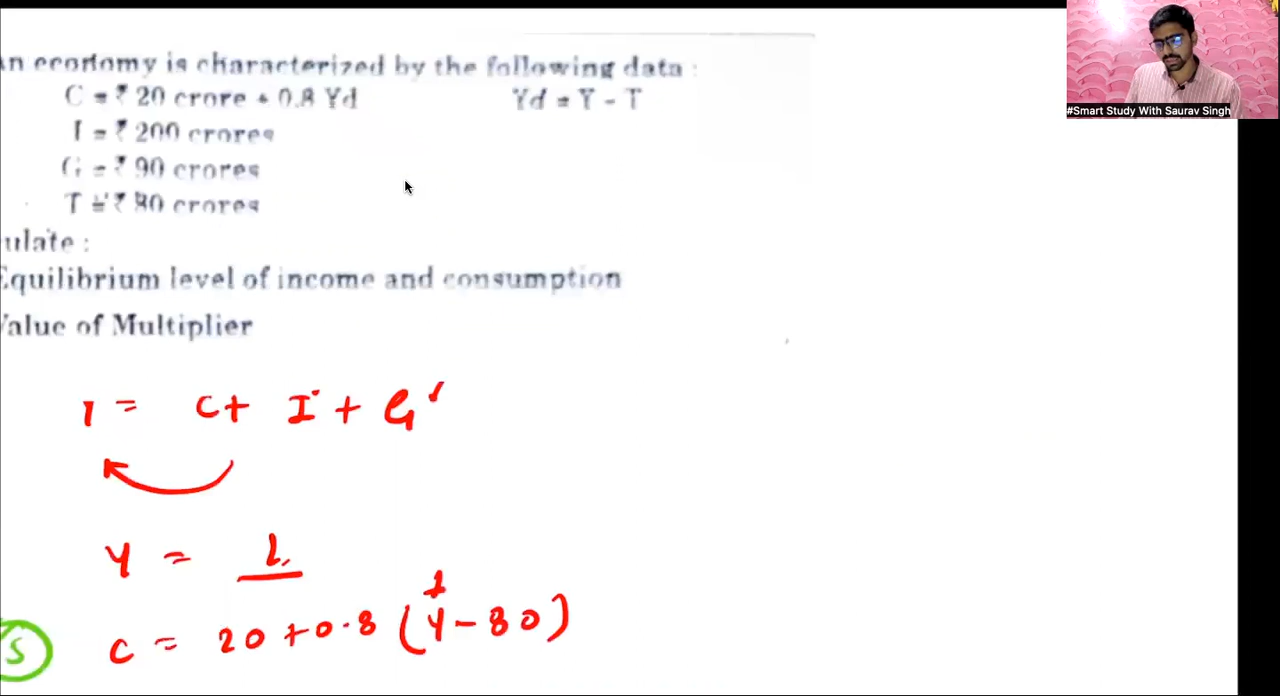 An economy is characterized by the following data :
C = ₹ 20 crore + 0.8 Yd Yd = Y - T
I = ₹ 200 crores
G = ₹ 90 crores
T = ₹ 80 crores
ulate :
Equilibrium level of income and consumption
Value of Multiplier
#Smart Study With Saurav Singh
= C + I + G
Y =
C = 20 + 0.8 (Y - 80)
S